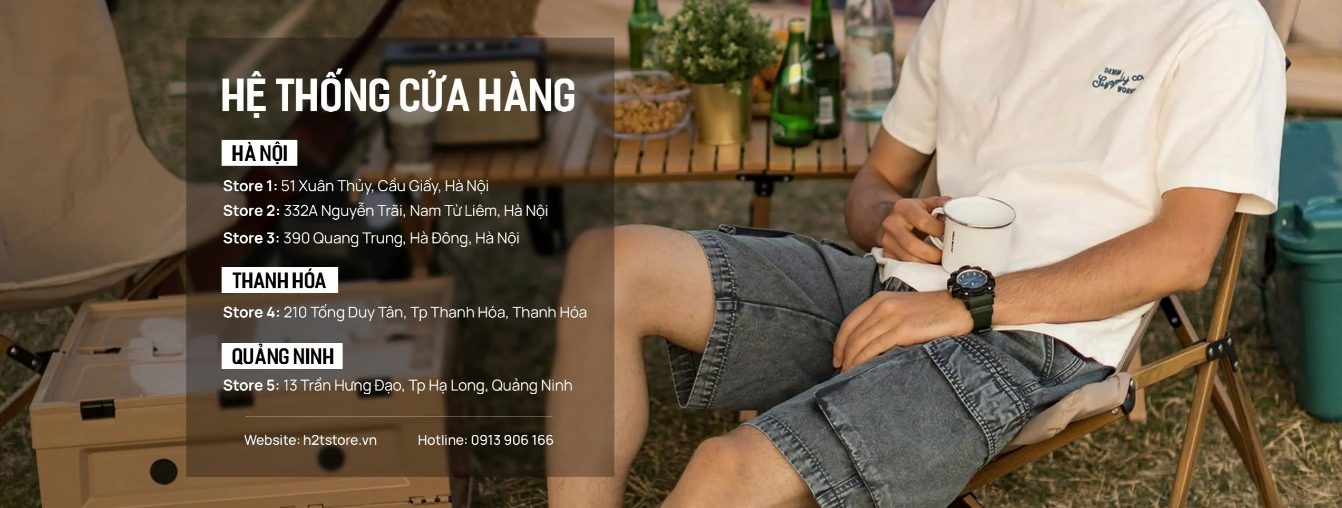 HỆ THỐNG CỬA HÀNG
HÀ NỘI
Store 1: 51 Xuân Thủy, Cầu Giấy, Hà Nội
Store 2: 332A Nguyễn Trãi, Nam Từ Liêm, Hà Nội
Store 3: 390 Quang Trung, Hà Đông, Hà Nội
THANH HÓA
Store 4: 210 Tống Duy Tân, Tp Thanh Hóa, Thanh Hóa
QUẢNG NINH
Store 5: 13 Trần Hưng Đạo, Tp Hạ Long, Quảng Ninh
Website: h2tstore.vn Hotline: 0913 906 166
DENIM
Supply CO.
WORKS